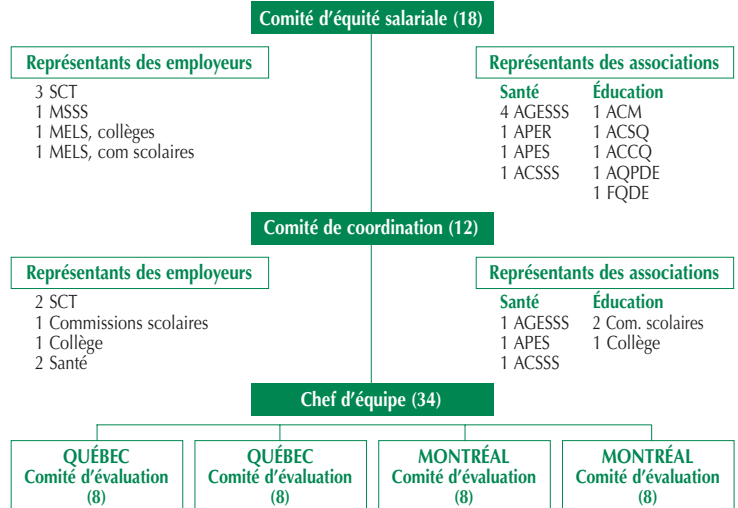 Comité d'équité salariale (18)
Représentants des employeurs
3 SCT
1 MSSS
1 MELS, collèges
1 MELS, com scolaires
Représentants des associations
Santé
4 AGESSS
1 APER
1 APES
1 ACSSS
Éducation
1 ACM
1 ACSQ
1 ACCQ
1 AQPDE
1 FQDE
Comité de coordination (12)
Représentants des employeurs
2 SCT
1 Commissions scolaires
1 Collège
2 Santé
Représentants des associations
Santé
1 AGESSS
1 APES
1 ACSSS
Éducation
2 Com. scolaires
1 Collège
Chef d'équipe (34)
QUÉBEC
Comité d'évaluation
(8)
QUÉBEC
Comité d'évaluation
(8)
MONTRÉAL
Comité d'évaluation
(8)
MONTRÉAL
Comité d'évaluation
(8)